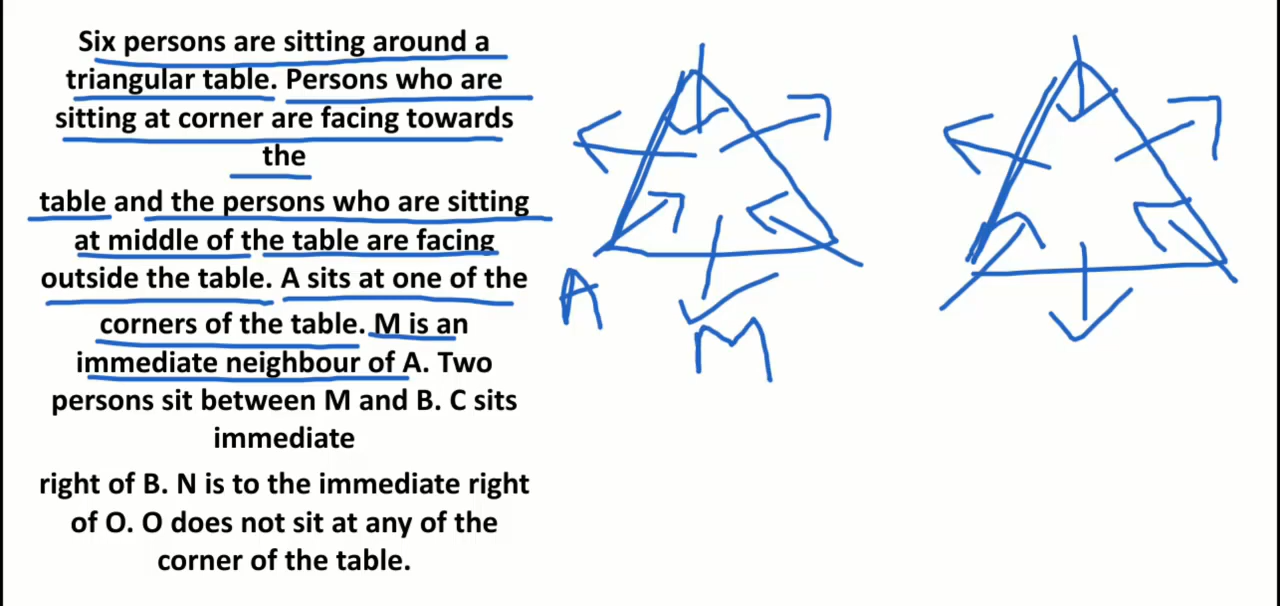 Six persons are sitting around a
triangular table. Persons who are
sitting at corner are facing towards
the
table and the persons who are sitting
at middle of the table are facing
outside the table. A sits at one of the
corners of the table. M is an
immediate neighbour of A. Two
persons sit between M and B. C sits
immediate
right of B. N is to the immediate right
of O. O does not sit at any of the
corner of the table.
A
M